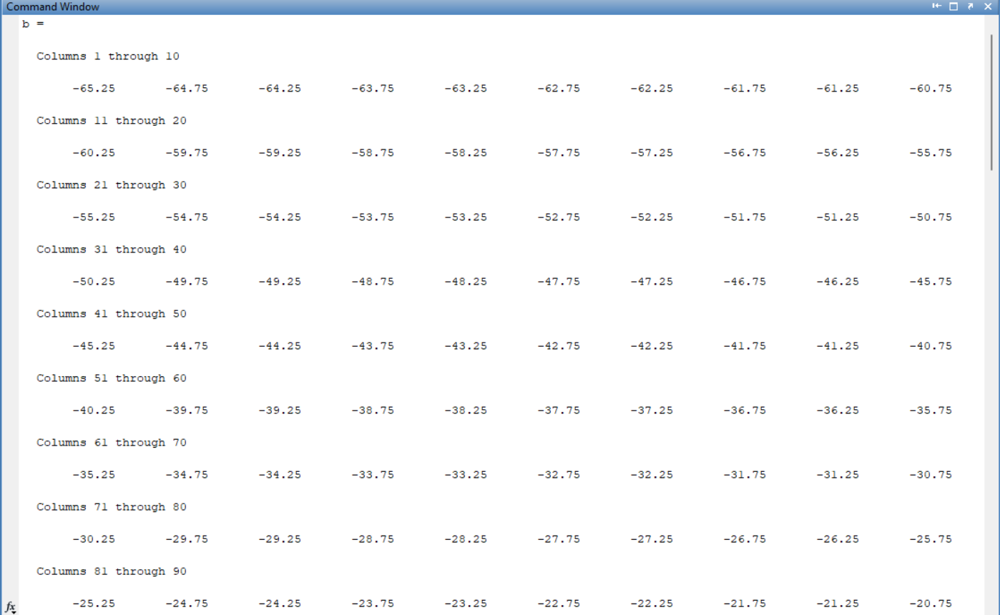 Command Window
b =
Columns 1 through 10
-65.25 -64.75 -64.25 -63.75 -63.25 -62.75 -62.25 -61.75 -61.25 -60.75
Columns 11 through 20
-60.25 -59.75 -59.25 -58.75 -58.25 -57.75 -57.25 -56.75 -56.25 -55.75
Columns 21 through 30
-55.25 -54.75 -54.25 -53.75 -53.25 -52.75 -52.25 -51.75 -51.25 -50.75
Columns 31 through 40
-50.25 -49.75 -49.25 -48.75 -48.25 -47.75 -47.25 -46.75 -46.25 -45.75
Columns 41 through 50
-45.25 -44.75 -44.25 -43.75 -43.25 -42.75 -42.25 -41.75 -41.25 -40.75
Columns 51 through 60
-40.25 -39.75 -39.25 -38.75 -38.25 -37.75 -37.25 -36.75 -36.25 -35.75
Columns 61 through 70
-35.25 -34.75 -34.25 -33.75 -33.25 -32.75 -32.25 -31.75 -31.25 -30.75
Columns 71 through 80
-30.25 -29.75 -29.25 -28.75 -28.25 -27.75 -27.25 -26.75 -26.25 -25.75
Columns 81 through 90
fx -25.25 -24.75 -24.25 -23.75 -23.25 -22.75 -22.25 -21.75 -21.25 -20.75